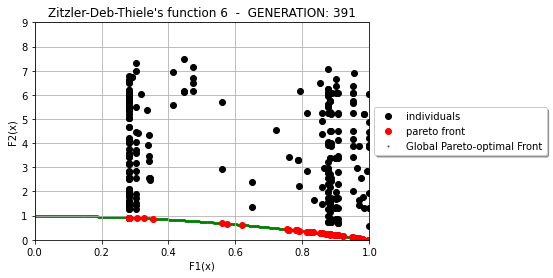 Zitzler-Deb-Thiele's function 6 - GENERATION: 391
9
8
7
6
5
4
3
2
1
0
F2(x)
0.0 0.2 0.4 0.6 0.8 1.0
F1(x)
individuals
pareto front
Global Pareto-optimal Front